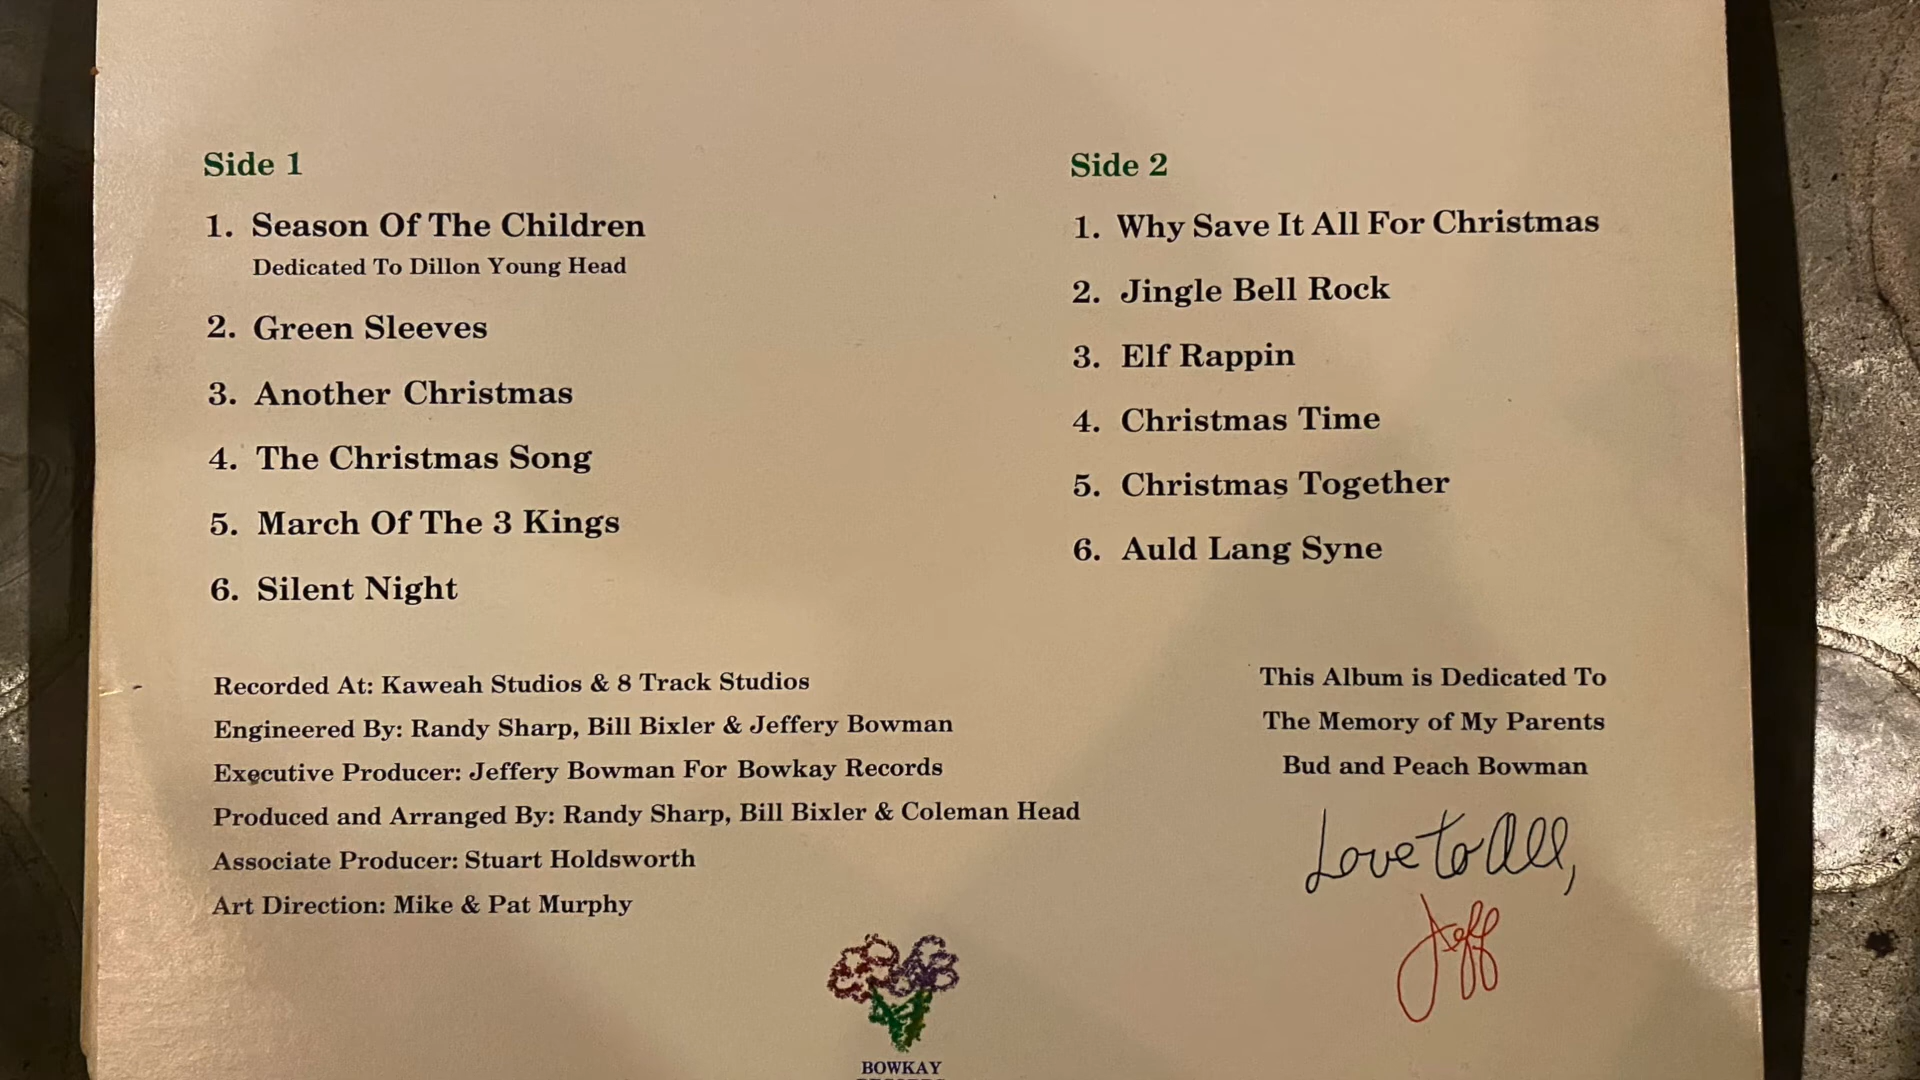 Side 1
1. Season Of The Children
Dedicated To Dillon Young Head
2. Green Sleeves
3. Another Christmas
4. The Christmas Song
5. March Of The 3 Kings
6. Silent Night
Side 2
1. Why Save It All For Christmas
2. Jingle Bell Rock
3. Elf Rappin
4. Christmas Time
5. Christmas Together
6. Auld Lang Syne
Recorded At: Kaweah Studios & 8 Track Studios
Engineered By: Randy Sharp, Bill Bixler & Jeffery Bowman
Executive Producer: Jeffery Bowman For Bowkay Records
Produced and Arranged By: Randy Sharp, Bill Bixler & Coleman Head
Associate Producer: Stuart Holdsworth
Art Direction: Mike & Pat Murphy
This Album is Dedicated To
The Memory of My Parents
Bud and Peach Bowman
Love to All,
Jeff
BOWKAY